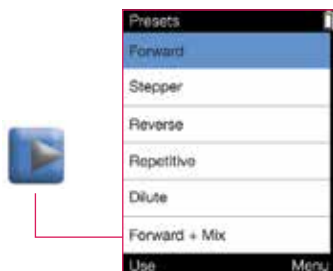 Presets
Forward
Stepper
Reverse
Repetitive
Dilute
Forward + Mix
Use Menu